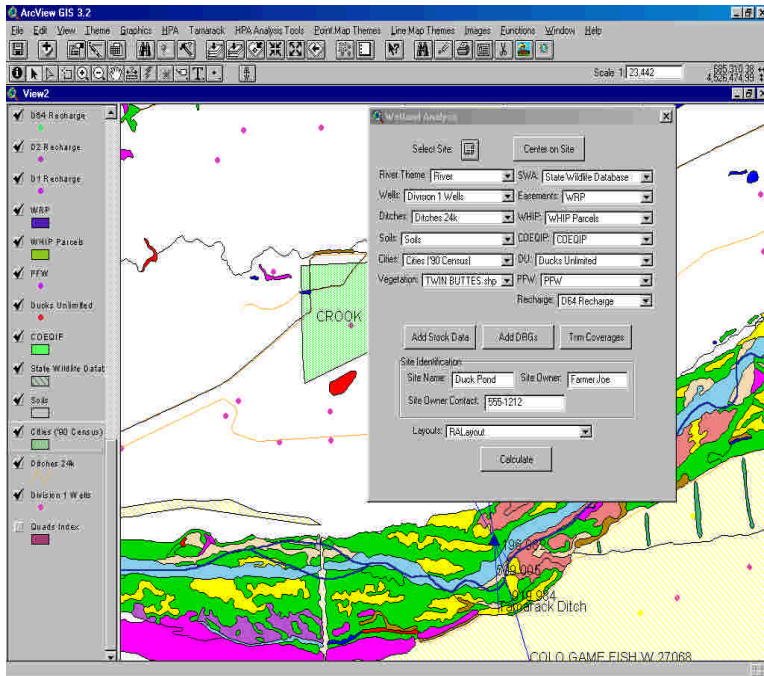 ArcView GIS 3.2
File Edit View Theme Graphics HPA Tamarack HPA Analysis Tools Point Map Themes Line Map Themes Images Functions Window Help
Scale 1: 23,442
View2
D64 Recharge
D2 Recharge
D1 Recharge
WRP
WHIP Parcels
PFW
Ducks Unlimited
COEQIP
State Wildlife Datab
Soils
Cities ('90 Census)
Ditches 24k
Division 1 Wells
Quads Index
CROOK
Wetland Analysis
Select Site:
Center on Site
River Theme: River
SWA: State Wildlife Database
Wells: Division 1 Wells
Easements: WRP
Ditches: Ditches 24k
WHIP: WHIP Parcels
Soils: Soils
COEQIP: COEQIP
Cities: Cities ('90 Census)
DU: Ducks Unlimited
Vegetation: TWIN BUTTES.shp
PFW: PFW
Recharge: D64 Recharge
Add Stock Data
Add DRGs
Trim Coverages
Site Identification
Site Name: Duck Pond
Site Owner: FarmerJoe
Site Owner Contact: 555-1212
Layouts: RALayout
Calculate
Tamarack Ditch
COLO GAME FISH W 27068